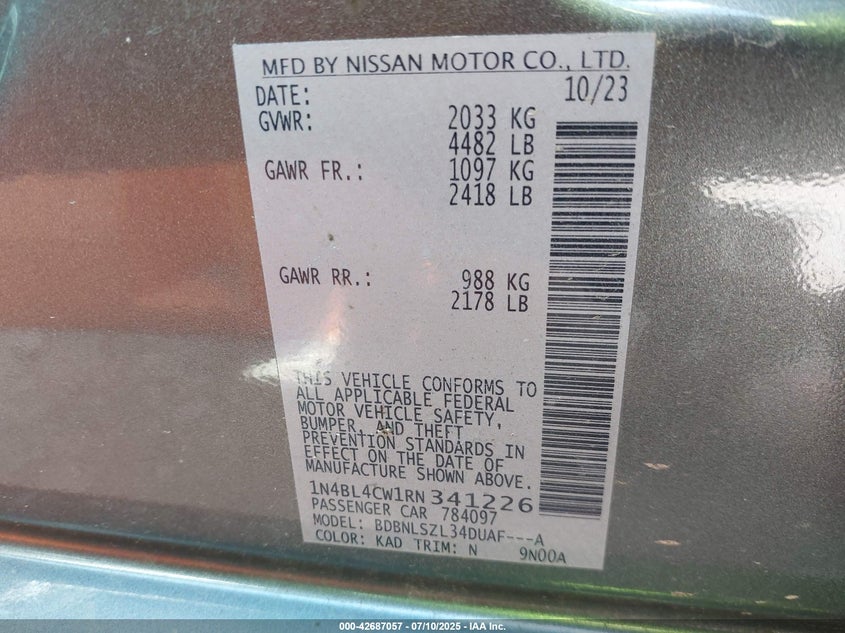 MFD BY NISSAN MOTOR CO., LTD.
DATE: 10/23
GVWR: 2033 KG
4482 LB
GAWR FR.: 1097 KG
2418 LB
GAWR RR.: 988 KG
2178 LB
THIS VEHICLE CONFORMS TO
ALL APPLICABLE FEDERAL
MOTOR VEHICLE SAFETY,
BUMPER, AND THEFT
PREVENTION STANDARDS IN
EFFECT ON THE DATE OF
MANUFACTURE SHOWN ABOVE.
1N4BL4CW1RN341226
PASSENGER CAR 784097
MODEL: BDBNLSZL34DUAF---A
COLOR: KAD TRIM: N 9N00A
000-42687057 - 07/10/2025 - IAA Inc.